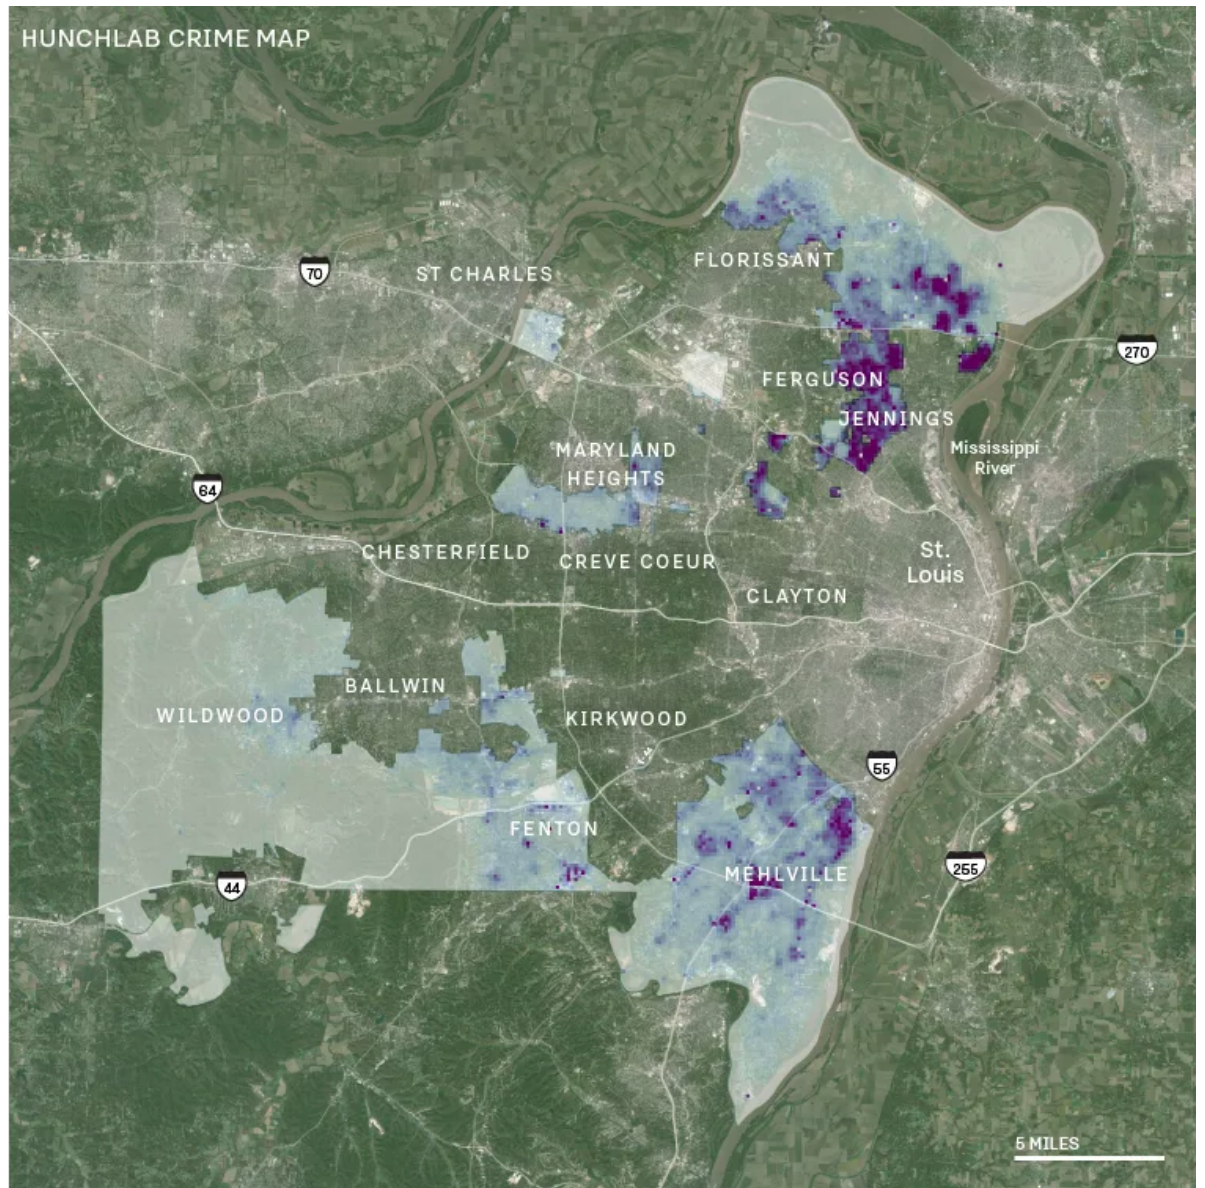 HUNCHLAB CRIME MAP
70
ST CHARLES
FLORISSANT
270
FERGUSON
JENNINGS
MARYLAND
HEIGHTS
Mississippi
River
64
CHESTERFIELD
CREVE COEUR
St.
Louis
CLAYTON
BALLWIN
WILDWOOD
KIRKWOOD
55
FENTON
MEHLVILLE
255
44
5 MILES